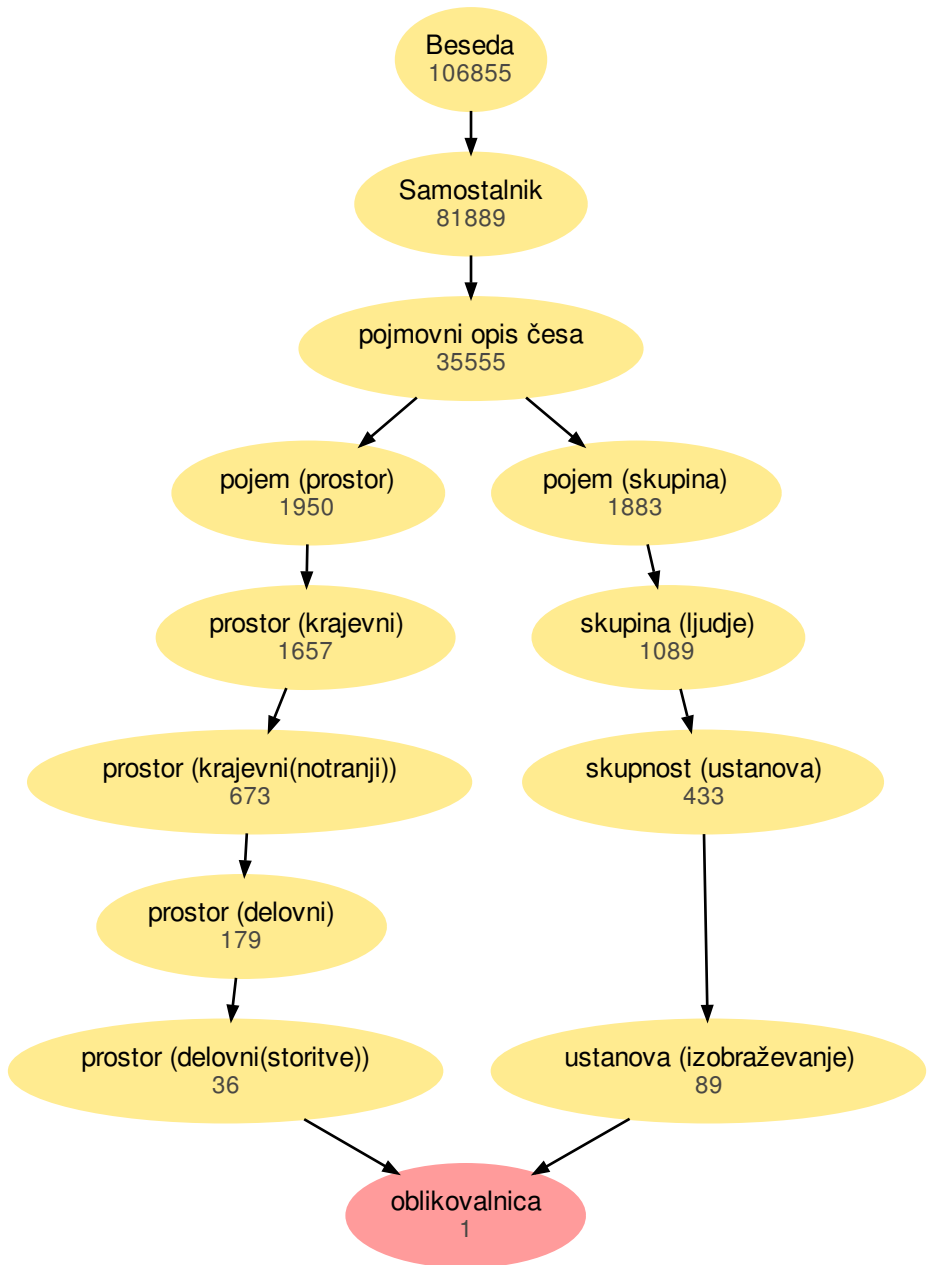 Beseda
106855
Samostalnik
81889
pojmovni opis česa
35555
pojem (prostor)
1950
pojem (skupina)
1883
prostor (krajevni)
1657
skupina (ljudje)
1089
prostor (krajevni(notranji))
673
skupnost (ustanova)
433
prostor (delovni)
179
prostor (delovni(storitve))
36
ustanova (izobraževanje)
89
oblikovalnica
1